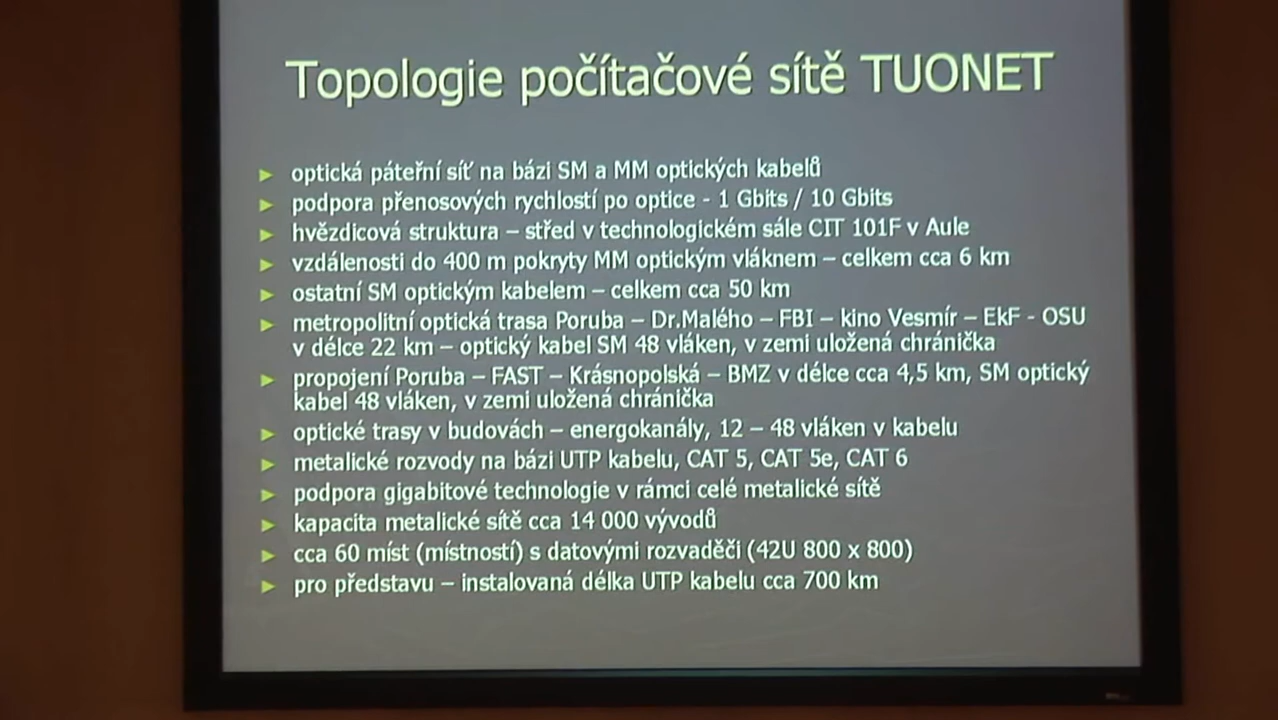 Topologie počítačové sítě TUONET
► optická páteřní síť na bázi SM a MM optických kabelů
► podpora přenosových rychlostí po optice - 1 Gbits / 10 Gbits
► hvězdicová struktura – střed v technologickém sále CIT 101F v Aule
► vzdálenosti do 400 m pokryty MM optickým vláknem – celkem cca 6 km
► ostatní SM optickým kabelem – celkem cca 50 km
► metropolitní optická trasa Poruba – Dr.Malého – FBI – kino Vesmír – EkF - OSU
v délce 22 km – optický kabel SM 48 vláken, v zemi uložená chránička
► propojení Poruba – FAST – Krásnopolská – BMZ v délce cca 4,5 km, SM optický
kabel 48 vláken, v zemi uložená chránička
► optické trasy v budovách – energokanály, 12 – 48 vláken v kabelu
► metalické rozvody na bázi UTP kabelu, CAT 5, CAT 5e, CAT 6
► podpora gigabitové technologie v rámci celé metalické sítě
► kapacita metalické sítě cca 14 000 vývodů
► cca 60 míst (místností) s datovými rozvaděči (42U 800 x 800)
► pro představu – instalovaná délka UTP kabelu cca 700 km